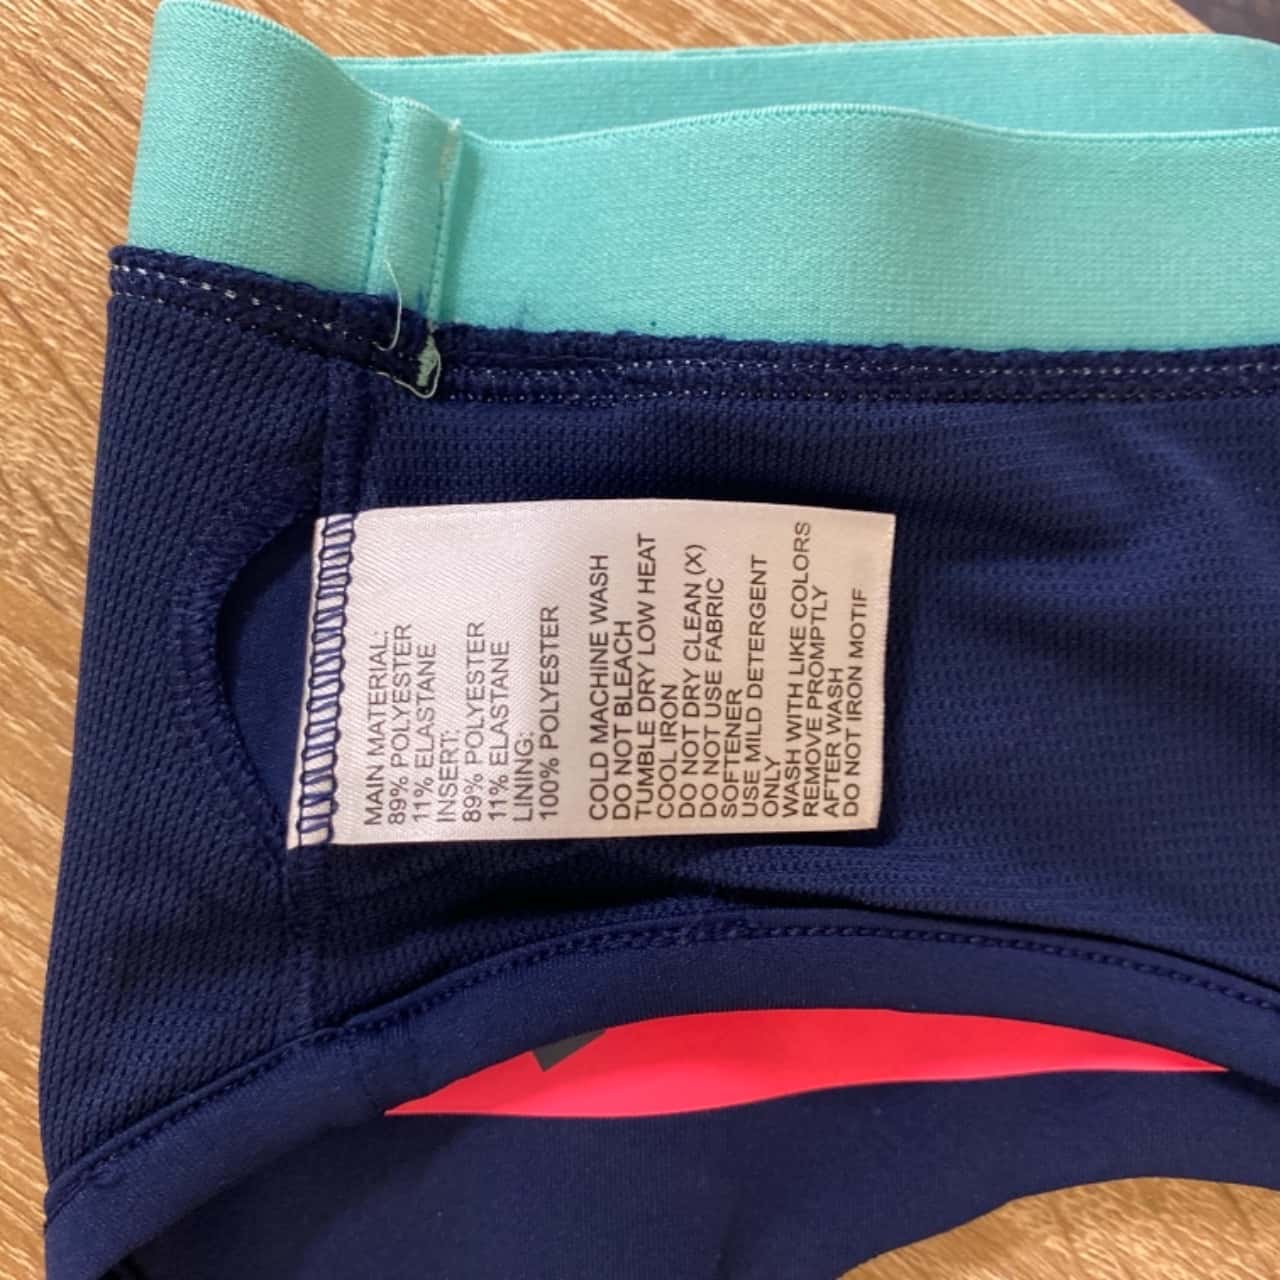 MAIN MATERIAL:
89% POLYESTER
11% ELASTANE
INSERT:
89% POLYESTER
11% ELASTANE
LINING:
100% POLYESTER
COLD MACHINE WASH
DO NOT BLEACH
TUMBLE DRY LOW HEAT
COOL IRON
DO NOT DRY CLEAN (X)
DO NOT USE FABRIC
SOFTENER
USE MILD DETERGENT
ONLY
WASH WITH LIKE COLORS
REMOVE PROMPTLY
AFTER WASH
DO NOT IRON MOTIF